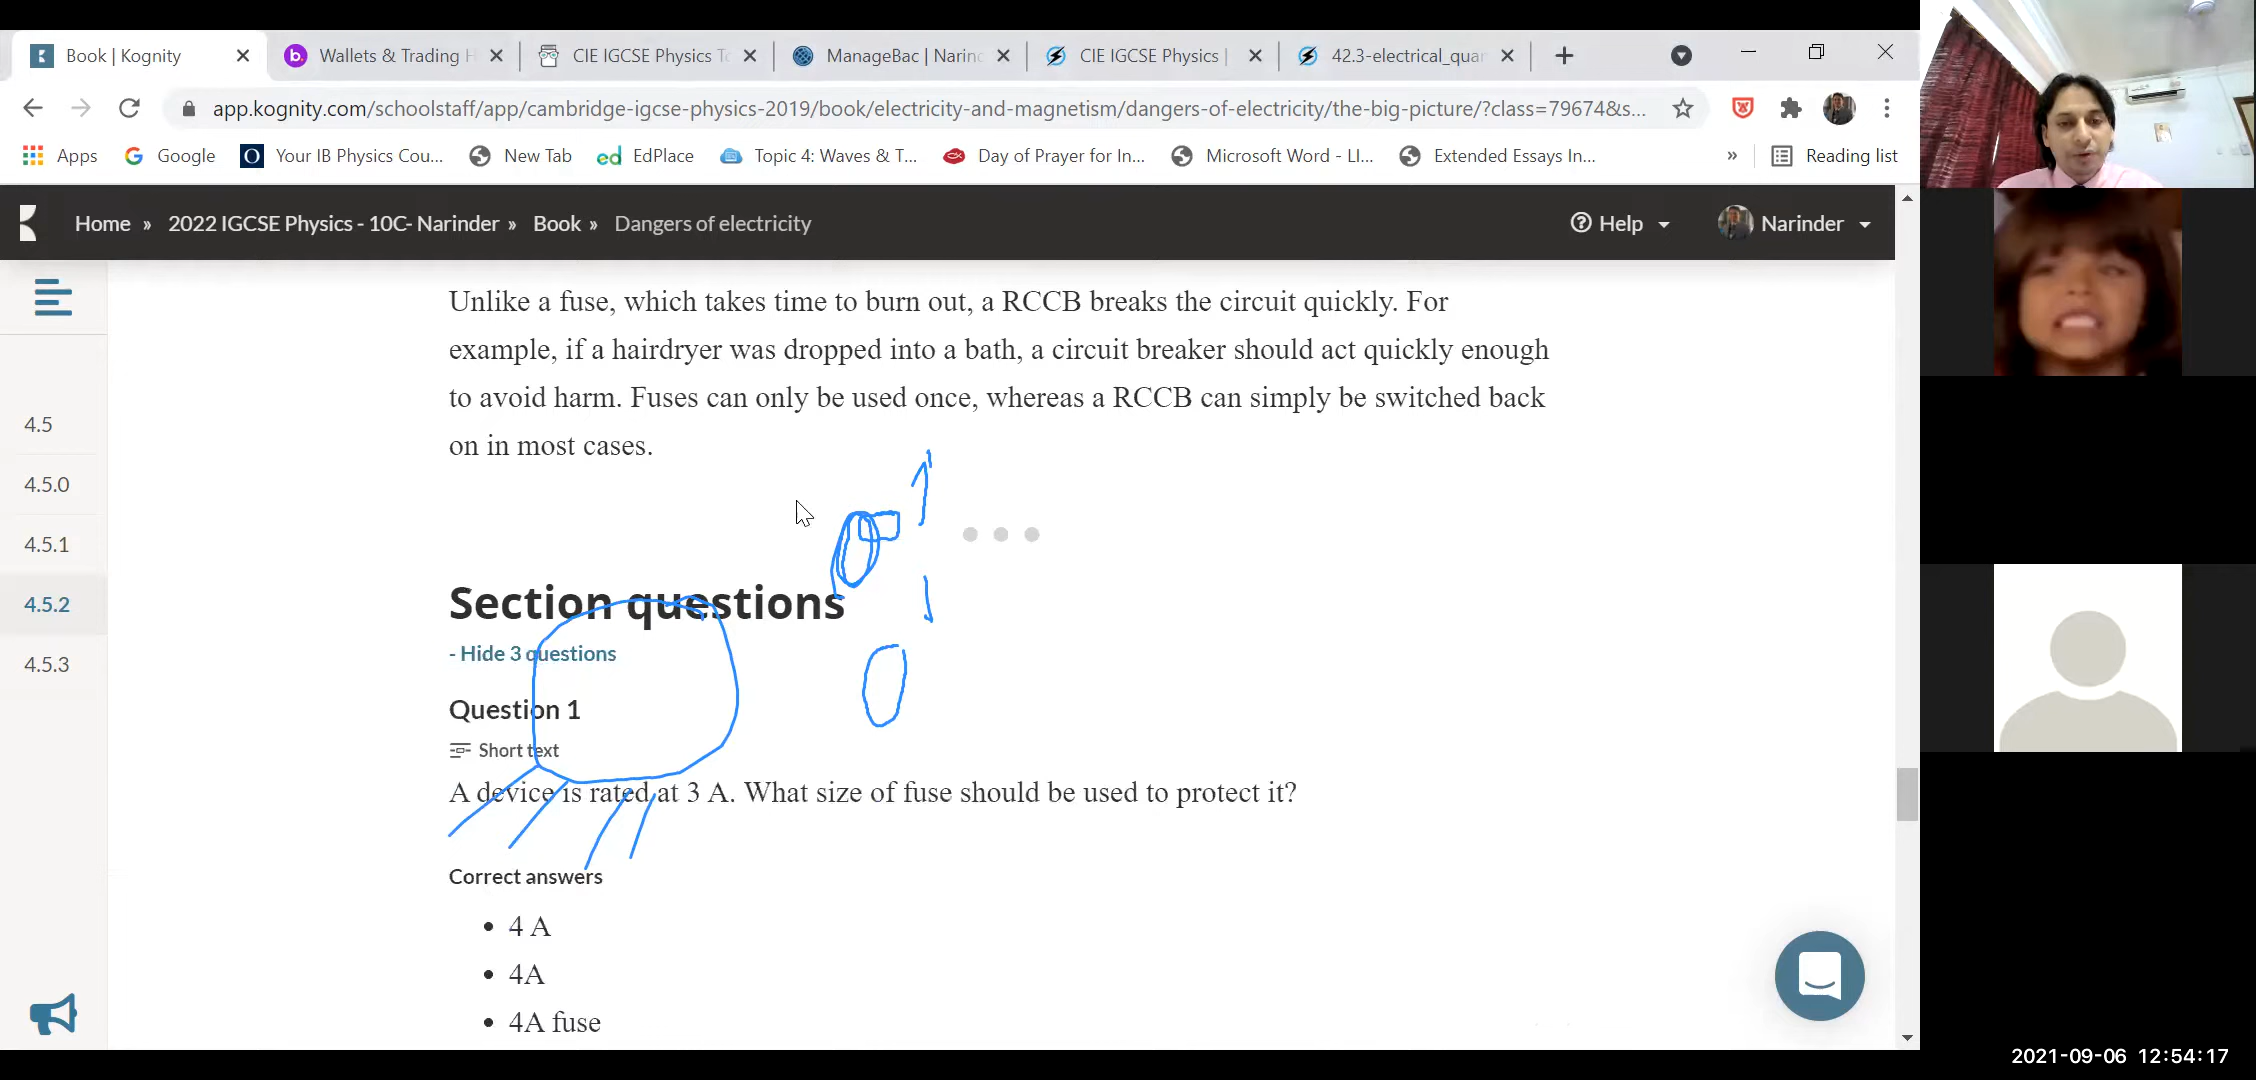 Book | Kognity
Wallets & Trading H
CIE IGCSE Physics To
ManageBac | Narind
CIE IGCSE Physics |
42.3-electrical_quan
app.kognity.com/schoolstaff/app/cambridge-igcse-physics-2019/book/electricity-and-magnetism/dangers-of-electricity/the-big-picture/?class=79674&s...
Apps
Google
Your IB Physics Cou...
New Tab
EdPlace
Topic 4: Waves & T...
Day of Prayer for In...
Microsoft Word - LI...
Extended Essays In...
»
Reading list
Home » 2022 IGCSE Physics - 10C- Narinder » Book » Dangers of electricity
Help
Narinder
4.5
4.5.0
4.5.1
4.5.2
4.5.3
Unlike a fuse, which takes time to burn out, a RCCB breaks the circuit quickly. For
example, if a hairdryer was dropped into a bath, a circuit breaker should act quickly enough
to avoid harm. Fuses can only be used once, whereas a RCCB can simply be switched back
on in most cases.
Section questions
- Hide 3 questions
Question 1
Short text
A device is rated at 3 A. What size of fuse should be used to protect it?
Correct answers
• 4 A
• 4A
• 4A fuse
2021-09-06 12:54:17